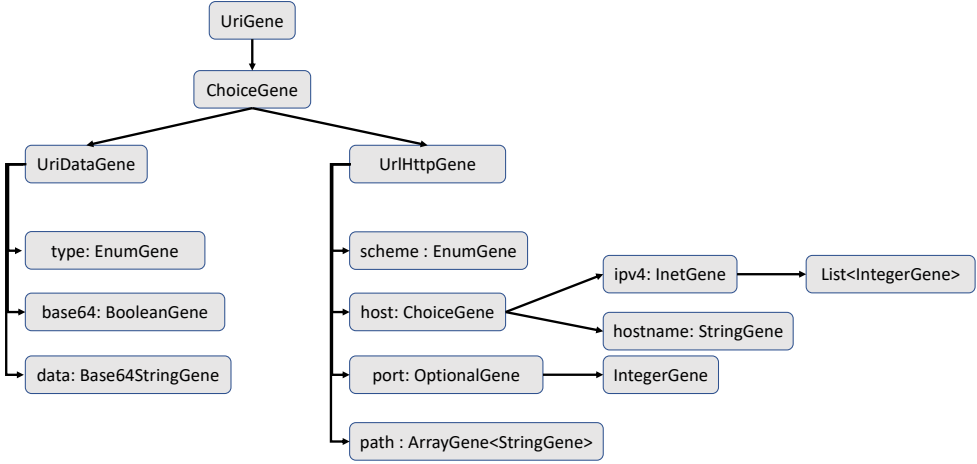 UriGene
ChoiceGene
UriDataGene
UrlHttpGene
type: EnumGene
scheme : EnumGene
ipv4: InetGene
List<IntegerGene>
base64: BooleanGene
host: ChoiceGene
hostname: StringGene
data: Base64StringGene
port: OptionalGene
IntegerGene
path : ArrayGene<StringGene>